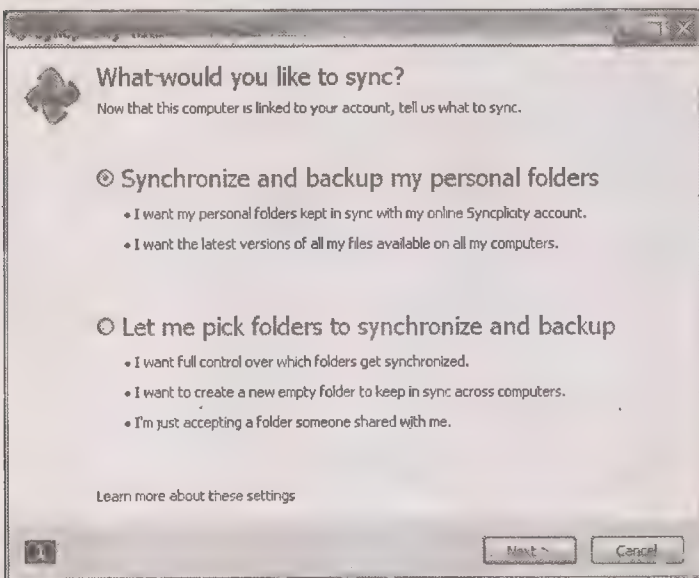 What would you like to sync?
Now that this computer is linked to your account, tell us what to sync.
Synchronize and backup my personal folders
• I want my personal folders kept in sync with my online Syncplicity account.
• I want the latest versions of all my files available on all my computers.
Let me pick folders to synchronize and backup
• I want full control over which folders get synchronized.
• I want to create a new empty folder to keep in sync across computers.
• I'm just accepting a folder someone shared with me.
Learn more about these settings
Next >
Cancel